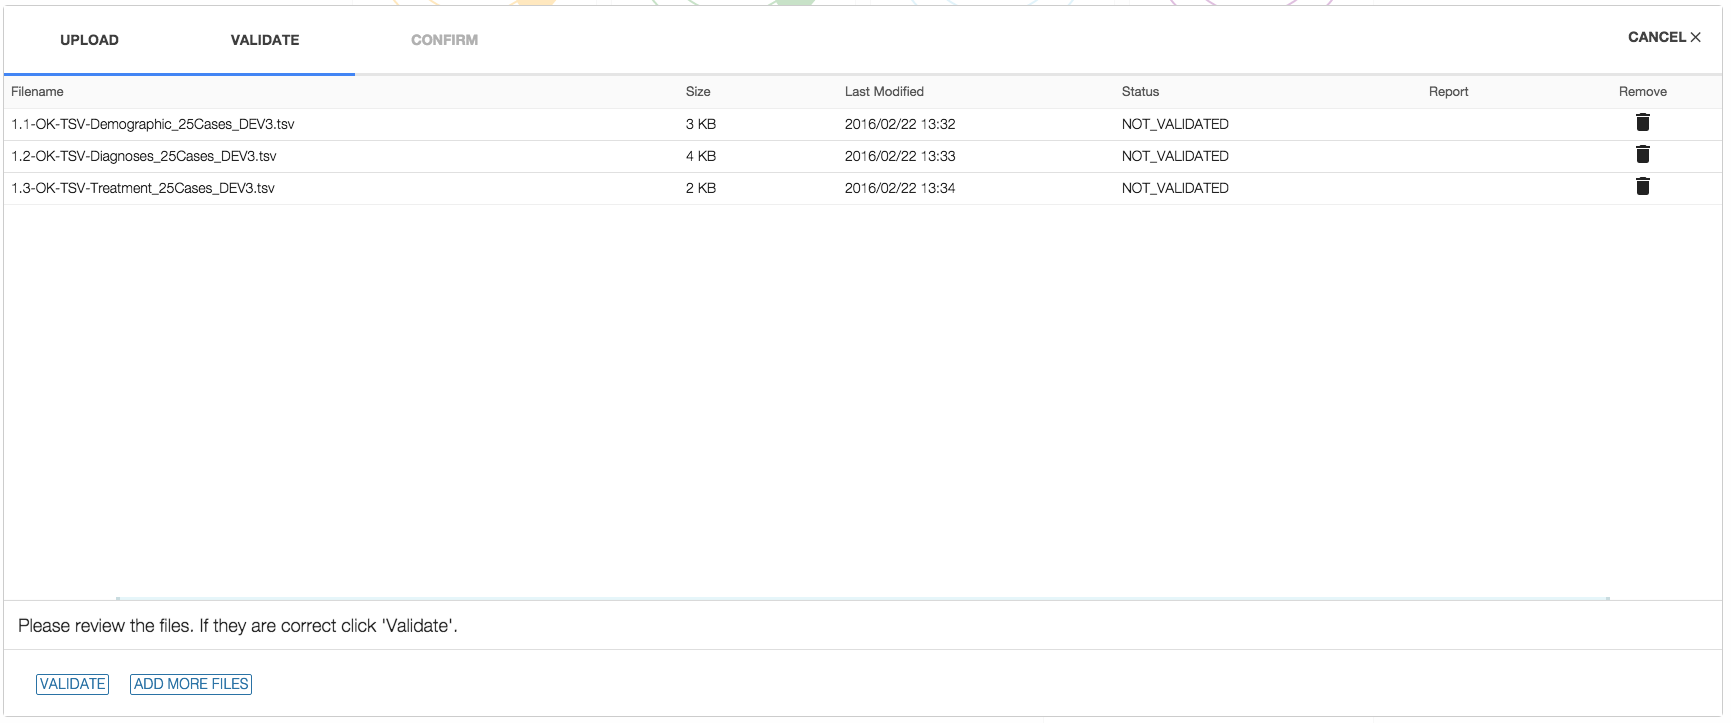 UPLOAD VALIDATE CONFIRM CANCEL ×
Filename Size Last Modified Status Report Remove
1.1-OK-TSV-Demographic_25Cases_DEV3.tsv 3 KB 2016/02/22 13:32 NOT_VALIDATED
1.2-OK-TSV-Diagnoses_25Cases_DEV3.tsv 4 KB 2016/02/22 13:33 NOT_VALIDATED
1.3-OK-TSV-Treatment_25Cases_DEV3.tsv 2 KB 2016/02/22 13:34 NOT_VALIDATED
Please review the files. If they are correct click 'Validate'.
VALIDATE ADD MORE FILES